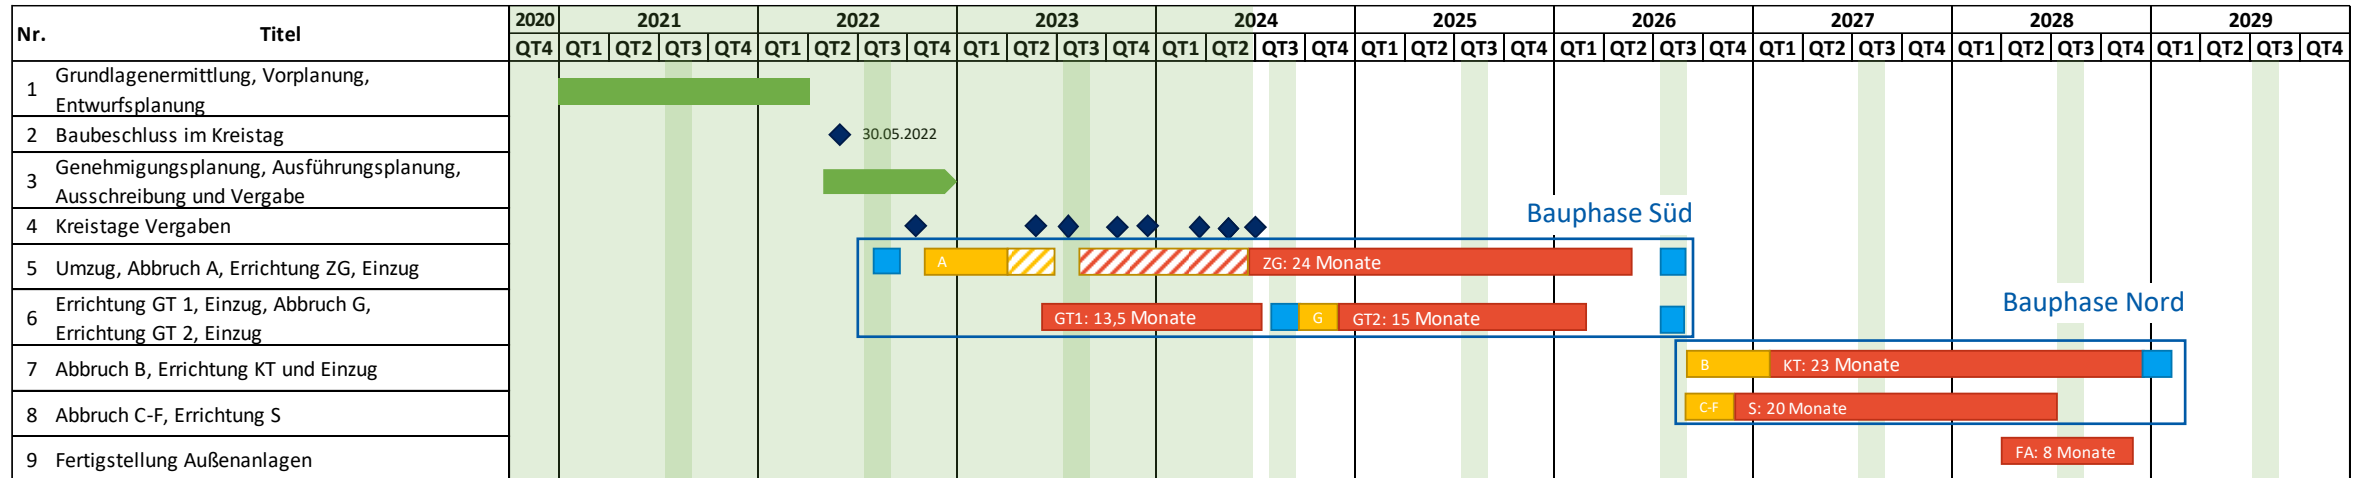 Nr. Titel 2020 2021 2022 2023 2024 2025 2026 2027 2028 2029
QT4 QT1 QT2 QT3 QT4 QT1 QT2 QT3 QT4 QT1 QT2 QT3 QT4 QT1 QT2 QT3 QT4 QT1 QT2 QT3 QT4 QT1 QT2 QT3 QT4 QT1 QT2 QT3 QT4 QT1 QT2 QT3 QT4 QT1 QT2 QT3 QT4
1 Grundlagenermittlung, Vorplanung,
Entwurfsplanung
2 Baubeschluss im Kreistag 30.05.2022
3 Genehmigungsplanung, Ausführungsplanung,
Ausschreibung und Vergabe
Bauphase Süd
4 Kreistage Vergaben
5 Umzug, Abbruch A, Errichtung ZG, Einzug A ZG: 24 Monate
Bauphase Nord
6 Errichtung GT 1, Einzug, Abbruch G,
Errichtung GT 2, Einzug
GT1: 13,5 Monate G GT2: 15 Monate
7 Abbruch B, Errichtung KT und Einzug B KT: 23 Monate
8 Abbruch C-F, Errichtung S C-F S: 20 Monate
9 Fertigstellung Außenanlagen FA: 8 Monate